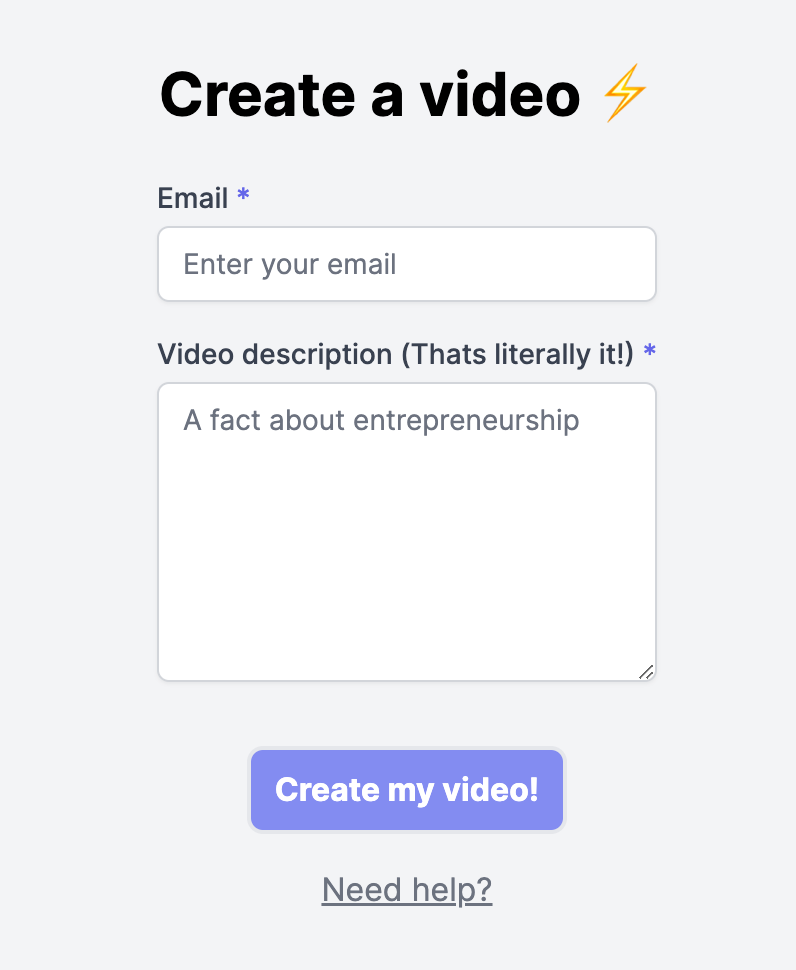 Create a video ⚡
Email *
Enter your email
Video description (Thats literally it!) *
A fact about entrepreneurship
Create my video!
Need help?